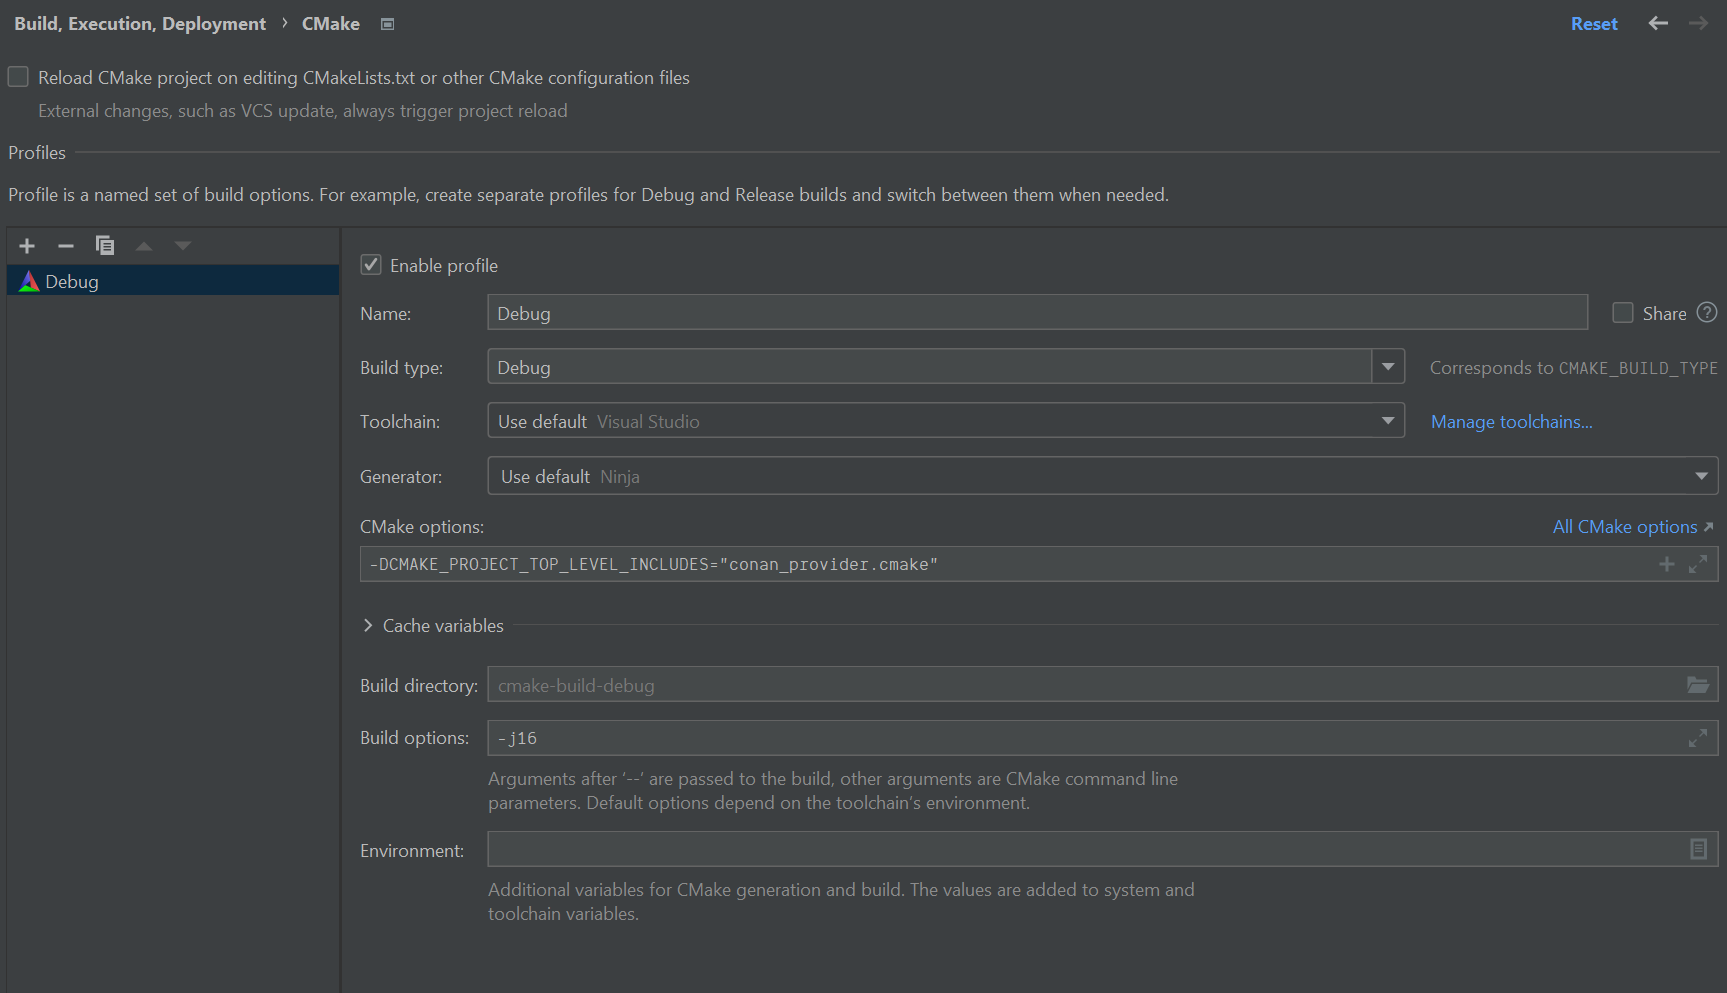 Build, Execution, Deployment › CMake
Reset
Reload CMake project on editing CMakeLists.txt or other CMake configuration files
External changes, such as VCS update, always trigger project reload
Profiles
Profile is a named set of build options. For example, create separate profiles for Debug and Release builds and switch between them when needed.
Debug
Enable profile
Name: Debug Share
Build type: Debug Corresponds to CMAKE_BUILD_TYPE
Toolchain: Use default Visual Studio Manage toolchains...
Generator: Use default Ninja
CMake options: All CMake options
-DCMAKE_PROJECT_TOP_LEVEL_INCLUDES="conan_provider.cmake"
Cache variables
Build directory: cmake-build-debug
Build options: -j16
Arguments after ‘--’ are passed to the build, other arguments are CMake command line
parameters. Default options depend on the toolchain’s environment.
Environment:
Additional variables for CMake generation and build. The values are added to system and
toolchain variables.